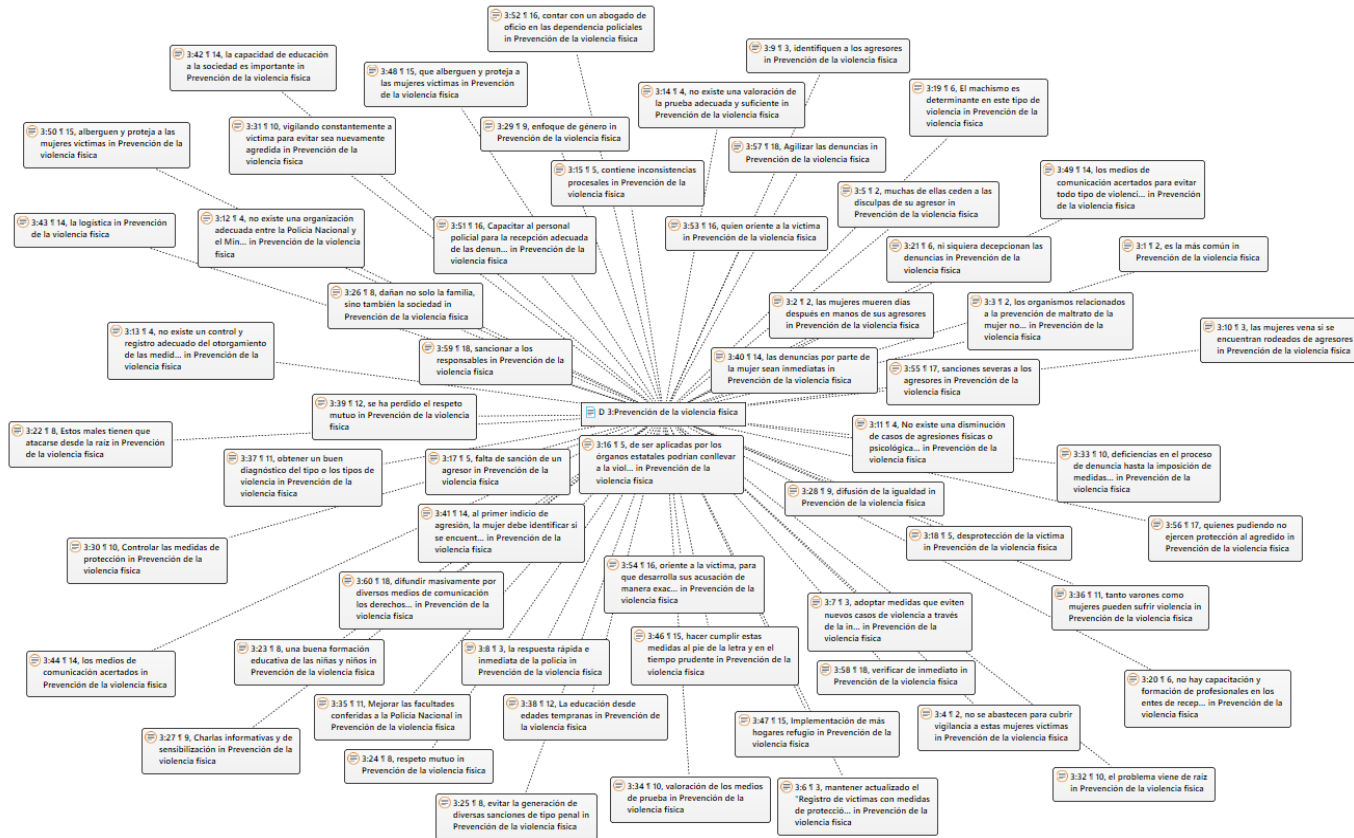 3:52 ¶ 16, contar con un abogado de
oficio en las dependencia policiales
in Prevención de la violencia física
3:9 ¶ 3, identifiquen a los agresores
in Prevención de la violencia física
3:42 ¶ 14, la capacidad de educación
a la sociedad es importante in
Prevención de la violencia física
3:48 ¶ 15, que alberguen y proteja a
las mujeres victimas in Prevención
de la violencia física
3:14 ¶ 4, no existe una valoración de
la prueba adecuada y suficiente in
Prevención de la violencia física
3:19 ¶ 6, El machismo es
determinante en este tipo de
violencia in Prevención de la
violencia física
3:50 ¶ 15, alberguen y proteja a las
mujeres victimas in Prevención de la
violencia física
3:31 ¶ 10, vigilando constantemente a
victima para evitar sea nuevamente
agredida in Prevención de la
violencia física
3:29 ¶ 9, enfoque de género in
Prevención de la violencia física
3:57 ¶ 18, Agilizar las denuncias in
Prevención de la violencia física
3:15 ¶ 5, contiene inconsistencias
procesales in Prevención de la
violencia física
3:49 ¶ 14, los medios de
comunicación acertados para evitar
todo tipo de violenci... in Prevención
de la violencia física
3:5 ¶ 2, muchas de ellas ceden a las
disculpas de su agresor in
Prevención de la violencia física
3:43 ¶ 14, la logística in Prevención
de la violencia física
3:12 ¶ 4, no existe una organización
adecuada entre la Policía Nacional y
el Min... in Prevención de la violencia
física
3:51 ¶ 16, Capacitar al personal
policial para la recepción adecuada
de las denun... in Prevención de la
violencia física
3:53 ¶ 16, quien oriente a la víctima
in Prevención de la violencia física
3:21 ¶ 6, ni siquiera decepcionan las
denuncias in Prevención de la
violencia física
3:1 ¶ 2, es la más común in
Prevención de la violencia física
3:26 ¶ 8, dañan no solo la familia,
sino también la sociedad in
Prevención de la violencia física
3:2 ¶ 2, las mujeres mueren días
después en manos de sus agresores
in Prevención de la violencia física
3:3 ¶ 2, los organismos relacionados
a la prevención de maltrato de la
mujer no... in Prevención de la
violencia física
3:10 ¶ 3, las mujeres vena si se
encuentran rodeados de agresores
in Prevención de la violencia física
3:13 ¶ 4, no existe un control y
registro adecuado del otorgamiento
de las medid... in Prevención de la
violencia física
3:59 ¶ 18, sancionar a los
responsables in Prevención de la
violencia física
3:40 ¶ 14, las denuncias por parte de
la mujer sean inmediatas in
Prevención de la violencia física
3:55 ¶ 17, sanciones severas a los
agresores in Prevención de la
violencia física
3:39 ¶ 12, se ha perdido el respeto
mutuo in Prevención de la violencia
física
D 3:Prevención de la violencia física
3:22 ¶ 8, Estos males tienen que
atacarse desde la raíz in Prevención
de la violencia física
3:11 ¶ 4, No existe una disminución
de casos de agresiones físicas o
psicológica... in Prevención de la
violencia física
3:37 ¶ 11, obtener un buen
diagnóstico del tipo o los tipos de
violencia in Prevención de la
violencia física
3:17 ¶ 5, falta de sanción de un
agresor in Prevención de la
violencia física
3:16 ¶ 5, de ser aplicadas por los
órganos estatales podrían conllevar
a la viol... in Prevención de la
violencia física
3:33 ¶ 10, deficiencias en el proceso
de denuncia hasta la imposición de
medidas... in Prevención de la
violencia física
3:28 ¶ 9, difusión de la igualdad in
Prevención de la violencia física
3:41 ¶ 14, al primer indicio de
agresión, la mujer debe identificar si
se encuent... in Prevención de la
violencia física
3:18 ¶ 5, desprotección de la víctima
in Prevención de la violencia física
3:56 ¶ 17, quienes pudiendo no
ejercen protección al agredido in
Prevención de la violencia física
3:30 ¶ 10, Controlar las medidas de
protección in Prevención de la
violencia física
3:54 ¶ 16, oriente a la víctima, para
que desarrolla sus acusación de
manera exac... in Prevención de la
violencia física
3:60 ¶ 18, difundir masivamente por
diversos medios de comunicación
los derechos... in Prevención de la
violencia física
3:7 ¶ 3, adoptar medidas que eviten
nuevos casos de violencia a través
de la in... in Prevención de la
violencia física
3:36 ¶ 11, tanto varones como
mujeres pueden sufrir violencia in
Prevención de la violencia física
3:44 ¶ 14, los medios de
comunicación acertados in
Prevención de la violencia física
3:23 ¶ 8, una buena formación
educativa de las niñas y niños in
Prevención de la violencia física
3:8 ¶ 3, la respuesta rápida e
inmediata de la policía in
Prevención de la violencia física
3:46 ¶ 15, hacer cumplir estas
medidas al pie de la letra y en el
tiempo prudente in Prevención de la
violencia física
3:58 ¶ 18, verificar de inmediato in
Prevención de la violencia física
3:20 ¶ 6, no hay capacitación y
formación de profesionales en los
entes de recep... in Prevención de la
violencia física
3:35 ¶ 11, Mejorar las facultades
conferidas a la Policía Nacional in
Prevención de la violencia física
3:38 ¶ 12, La educación desde
edades tempranas in Prevención de
la violencia física
3:47 ¶ 15, Implementación de más
hogares refugio in Prevención de la
violencia física
3:4 ¶ 2, no se abastecen para cubrir
vigilancia a estas mujeres víctimas
in Prevención de la violencia física
3:27 ¶ 9, Charlas informativas y de
sensibilización in Prevención de la
violencia física
3:24 ¶ 8, respeto mutuo in
Prevención de la violencia física
3:32 ¶ 10, el problema viene de raíz
in Prevención de la violencia física
3:34 ¶ 10, valoración de los medios
de prueba in Prevención de la
violencia física
3:6 ¶ 3, mantener actualizado el
"Registro de víctimas con medidas
de protecció... in Prevención de la
violencia física
3:25 ¶ 8, evitar la generación de
diversas sanciones de tipo penal in
Prevención de la violencia física